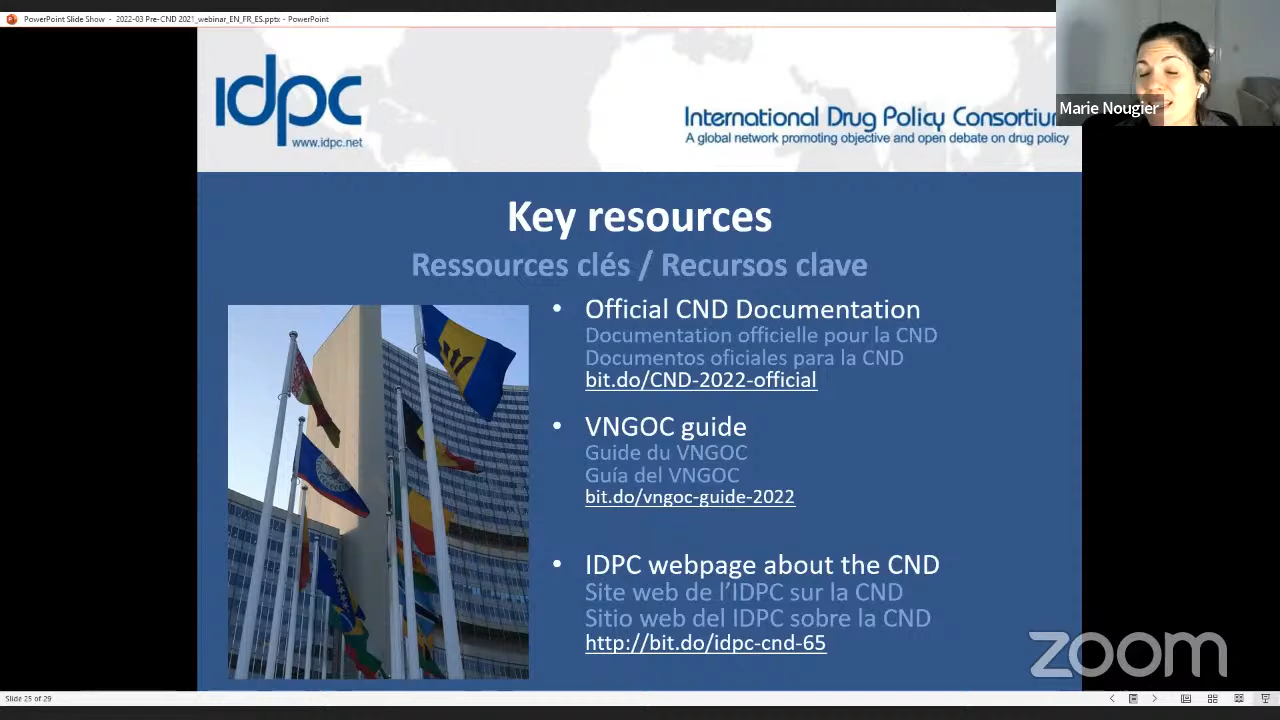 PowerPoint Slide Show - 2022-03 Pre-CND 2021_webinar_EN_FR_ES.pptx - PowerPoint
Marie Nougier
idpc
www.idpc.net
International Drug Policy Consortium
A global network promoting objective and open debate on drug policy
Key resources
Ressources clés / Recursos clave
• Official CND Documentation
Documentation officielle pour la CND
Documentos oficiales para la CND
bit.do/CND-2022-official
• VNGOC guide
Guide du VNGOC
Guía del VNGOC
bit.do/vngoc-guide-2022
• IDPC webpage about the CND
Site web de l’IDPC sur la CND
Sitio web del IDPC sobre la CND
http://bit.do/idpc-cnd-65
zoom
Slide 25 of 29